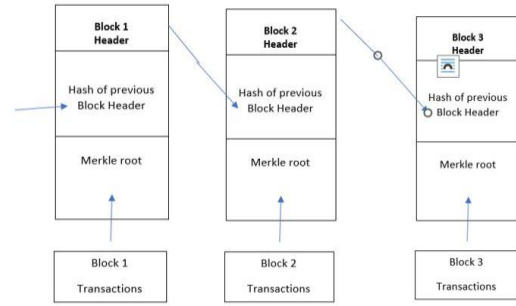 Block 1
Header
Hash of previous
Block Header
Merkle root
Block 1
Transactions
Block 2
Header
Hash of previous
Block Header
Merkle root
Block 2
Transactions
Block 3
Header
Hash of previous
Block Header
Merkle root
Block 3
Transactions